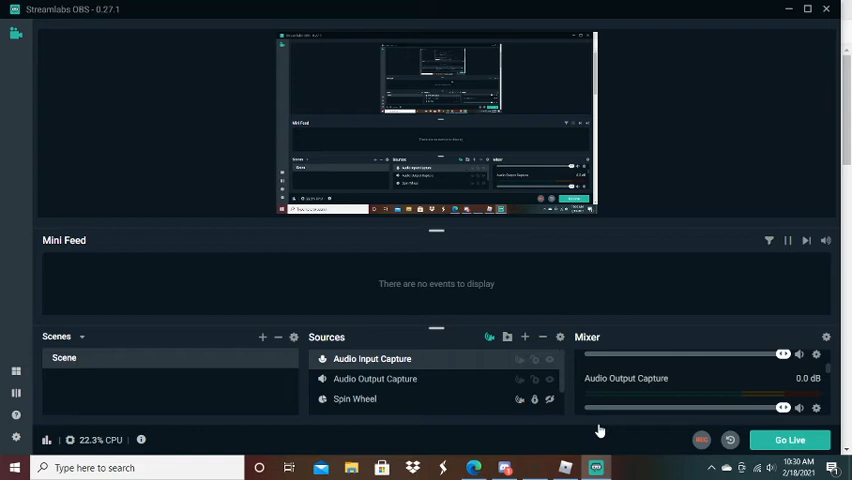 Streamlabs OBS - 0.27.1
Mini Feed
There are no events to display
Scenes
Scene
Sources
Audio Input Capture
Audio Output Capture
Spin Wheel
Mixer
Audio Output Capture 0.0 dB
22.3% CPU
REC
Go Live
Type here to search
10:30 AM
2/18/2021